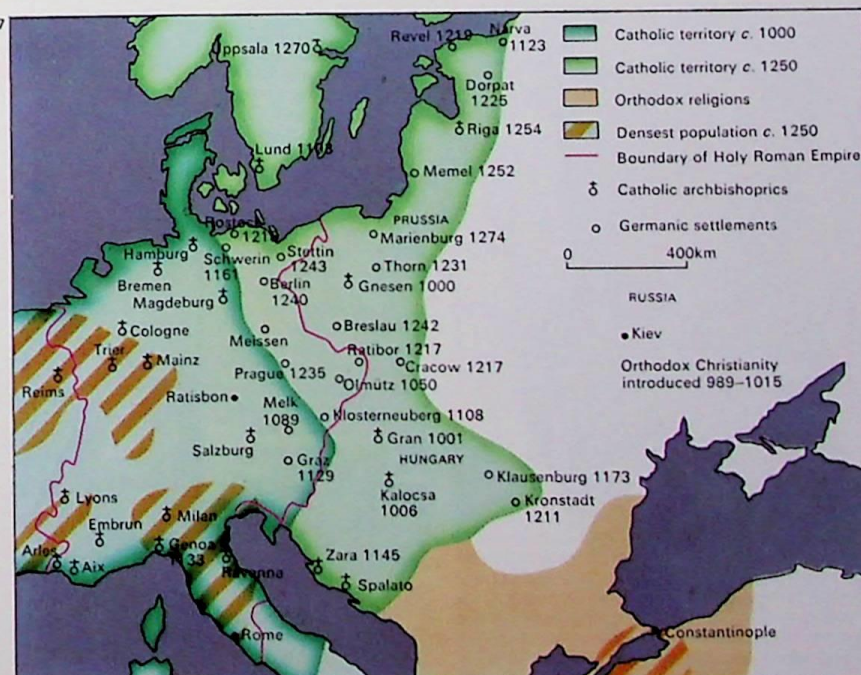 7
Uppsala 1270
Revel 1219
Narva
1123
Dorpat
1225
Riga 1254
Lund 1103
Memel 1252
PRUSSIA
Marienburg 1274
Rostock
1218
Hamburg
Schwerin
1161
Stettin
1243
Thorn 1231
Gnesen 1000
Bremen
Berlin
1240
Magdeburg
Cologne
Meissen
Breslau 1242
Trier
Mainz
Ratibor 1217
Cracow 1217
Prague 1235
Olmütz 1050
Reims
Ratisbon
Melk
1089
Klosterneuberg 1108
Salzburg
Gran 1001
Graz
1129
HUNGARY
Klausenburg 1173
Kronstadt
1211
Kalocsa
1006
Lyons
Milan
Embrun
Genoa
1133
Arles
Aix
Ravenna
Zara 1145
Spalato
Rome
Constantinople
Catholic territory c. 1000
Catholic territory c. 1250
Orthodox religions
Densest population c. 1250
Boundary of Holy Roman Empire
Catholic archbishoprics
Germanic settlements
0 400km
RUSSIA
Kiev
Orthodox Christianity
introduced 989–1015